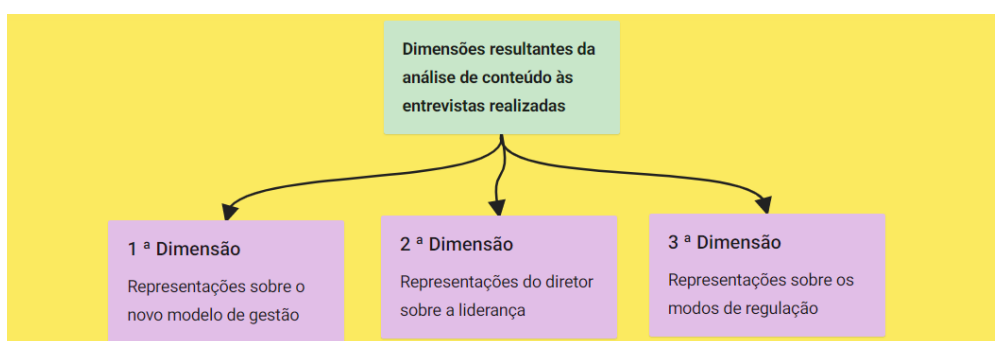 Dimensões resultantes da
análise de conteúdo às
entrevistas realizadas
1 ª Dimensão
Representações sobre o
novo modelo de gestão
2 ª Dimensão
Representações do diretor
sobre a liderança
3 ª Dimensão
Representações sobre os
modos de regulação